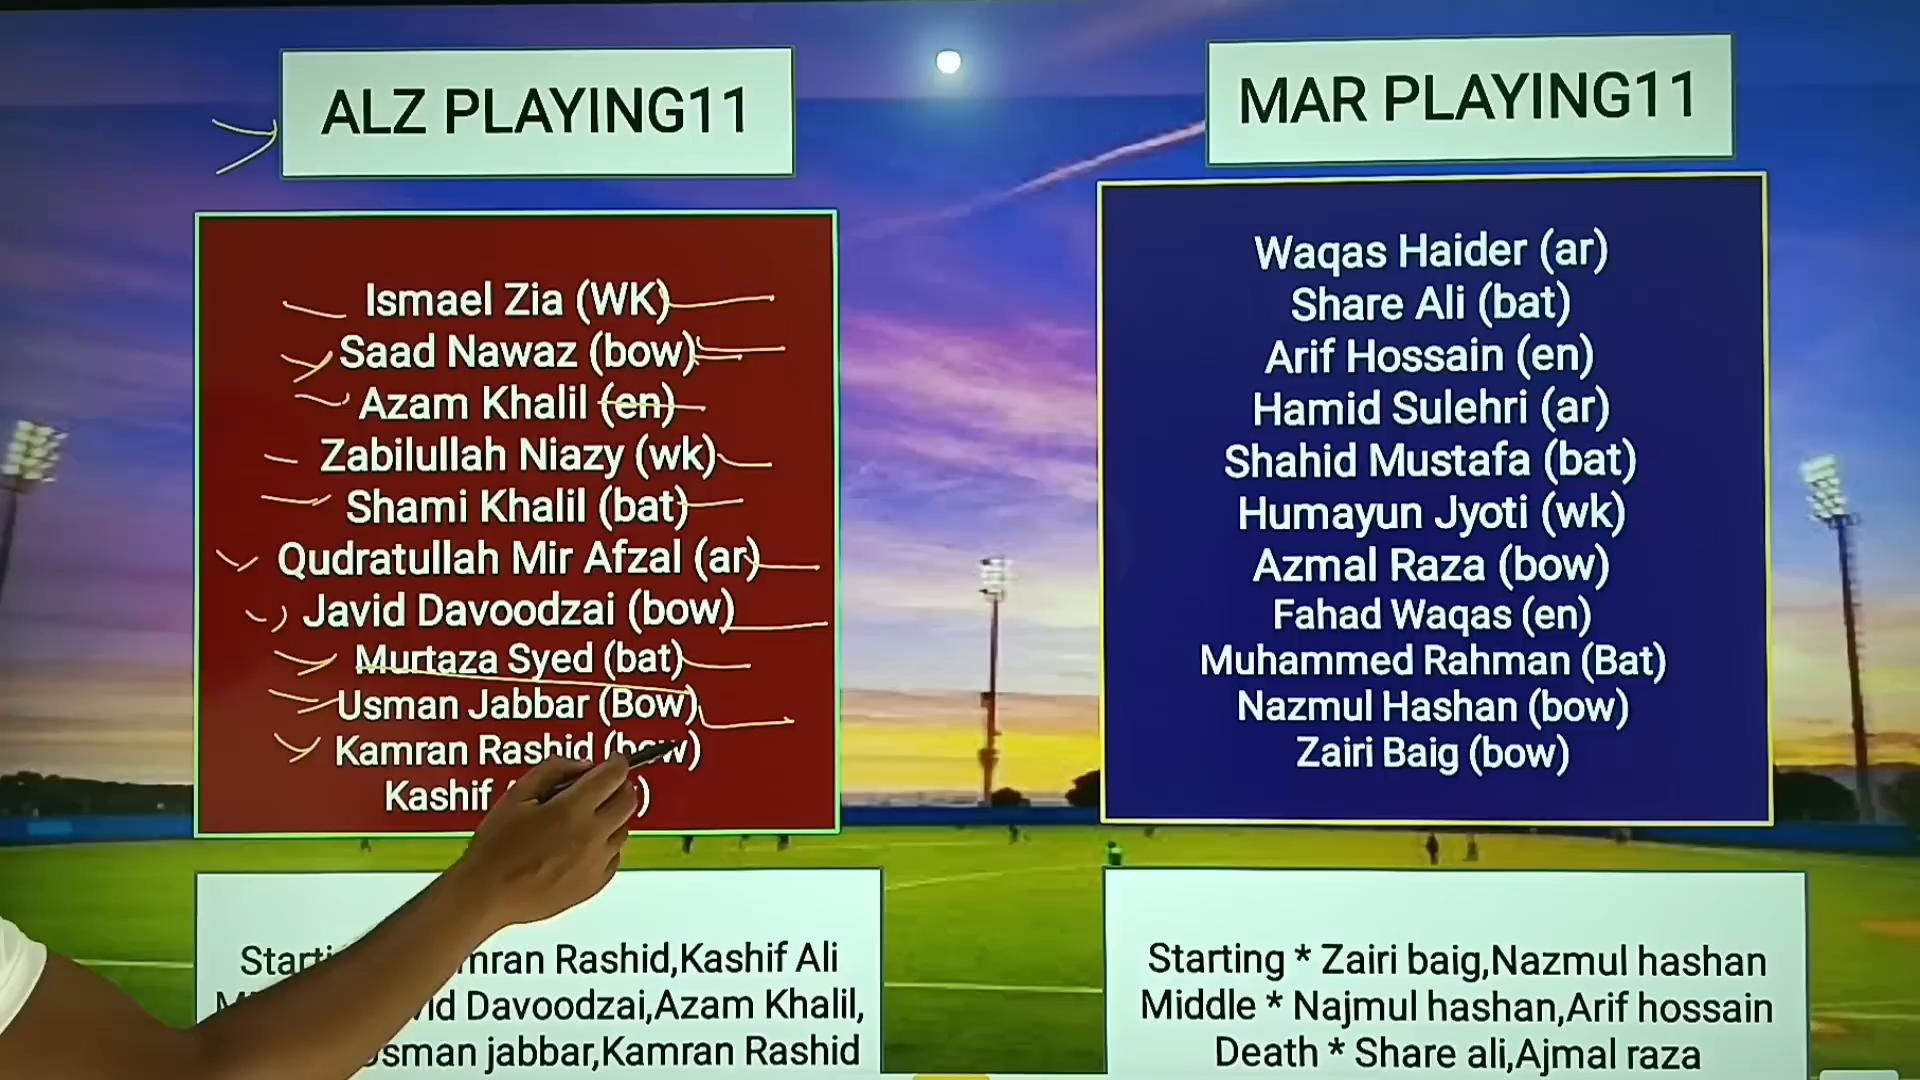 ALZ PLAYING11
Ismael Zia (WK)
Saad Nawaz (bow)
Azam Khalil (en)
Zabilullah Niazy (wk)
Shami Khalil (bat)
Qudratullah Mir Afzal (ar)
Javid Davoodzai (bow)
Murtaza Syed (bat)
Usman Jabbar (Bow)
Kamran Rashid (bow)
Kashif
Rashid,Kashif Ali
Davoodzai,Azam Khalil,
jabbar,Kamran Rashid
MAR PLAYING11
Waqas Haider (ar)
Share Ali (bat)
Arif Hossain (en)
Hamid Sulehri (ar)
Shahid Mustafa (bat)
Humayun Jyoti (wk)
Azmal Raza (bow)
Fahad Waqas (en)
Muhammed Rahman (Bat)
Nazmul Hashan (bow)
Zairi Baig (bow)
Starting * Zairi baig,Nazmul hashan
Middle * Najmul hashan,Arif hossain
Death * Share ali,Ajmal raza